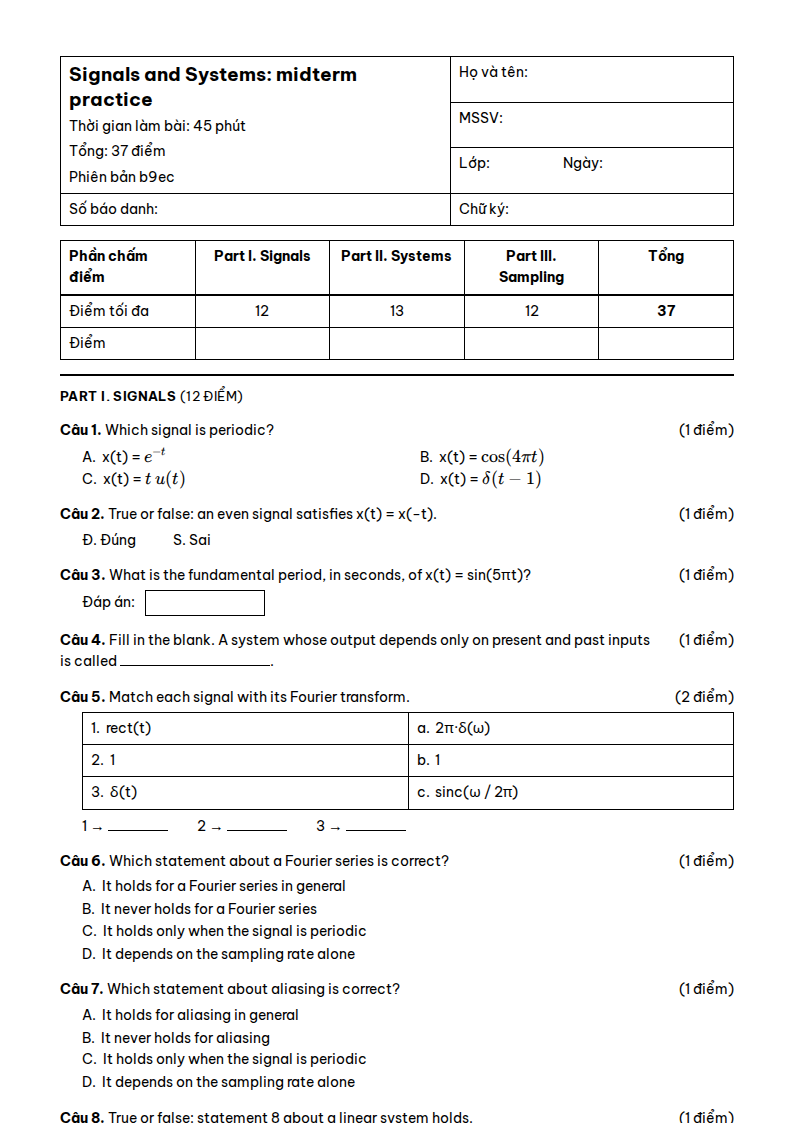 Signals and Systems: midterm
practice
Thời gian làm bài: 45 phút
Tổng: 37 điểm
Phiên bản b9ec
Họ và tên:
MSSV:
Lớp: Ngày:
Số báo danh:
Chữ ký:
Phần chấm
điểm
Part I. Signals
Part II. Systems
Part III.
Sampling
Tổng
Điểm tối đa 12 13 12 37
Điểm
PART I. SIGNALS (12 ĐIỂM)
Câu 1. Which signal is periodic? (1 điểm)
A. x(t) = e^{-t} B. x(t) = cos(4πt)
C. x(t) = t u(t) D. x(t) = δ(t − 1)
Câu 2. True or false: an even signal satisfies x(t) = x(-t). (1 điểm)
Đ. Đúng S. Sai
Câu 3. What is the fundamental period, in seconds, of x(t) = sin(5πt)? (1 điểm)
Đáp án:
Câu 4. Fill in the blank. A system whose output depends only on present and past inputs (1 điểm)
is called ____________.
Câu 5. Match each signal with its Fourier transform. (2 điểm)
1. rect(t) a. 2π·δ(ω)
2. 1 b. 1
3. δ(t) c. sinc(ω / 2π)
1 → ______ 2 → ______ 3 → ______
Câu 6. Which statement about a Fourier series is correct? (1 điểm)
A. It holds for a Fourier series in general
B. It never holds for a Fourier series
C. It holds only when the signal is periodic
D. It depends on the sampling rate alone
Câu 7. Which statement about aliasing is correct? (1 điểm)
A. It holds for aliasing in general
B. It never holds for aliasing
C. It holds only when the signal is periodic
D. It depends on the sampling rate alone
Câu 8. True or false: statement 8 about a linear system holds. (1 điểm)